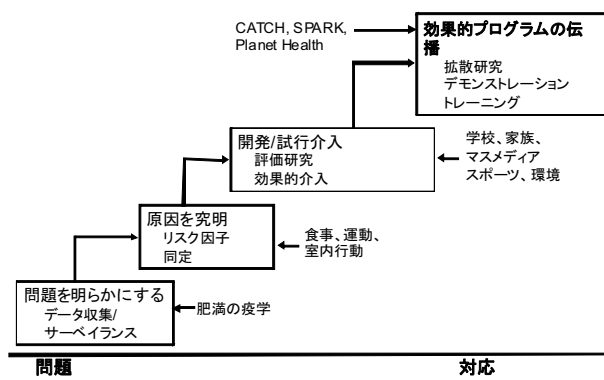 CATCH, SPARK,
Planet Health
効果的プログラムの伝
播
拡散研究
デモンストレーション
トレーニング
開発/試行介入
評価研究
効果的介入
学校、家族、
マスメディア
スポーツ、環境
原因を究明
リスク因子
同定
食事、運動、
室内行動
問題を明らかにする
データ収集/
サーベイランス
肥満の疫学
問題
対応